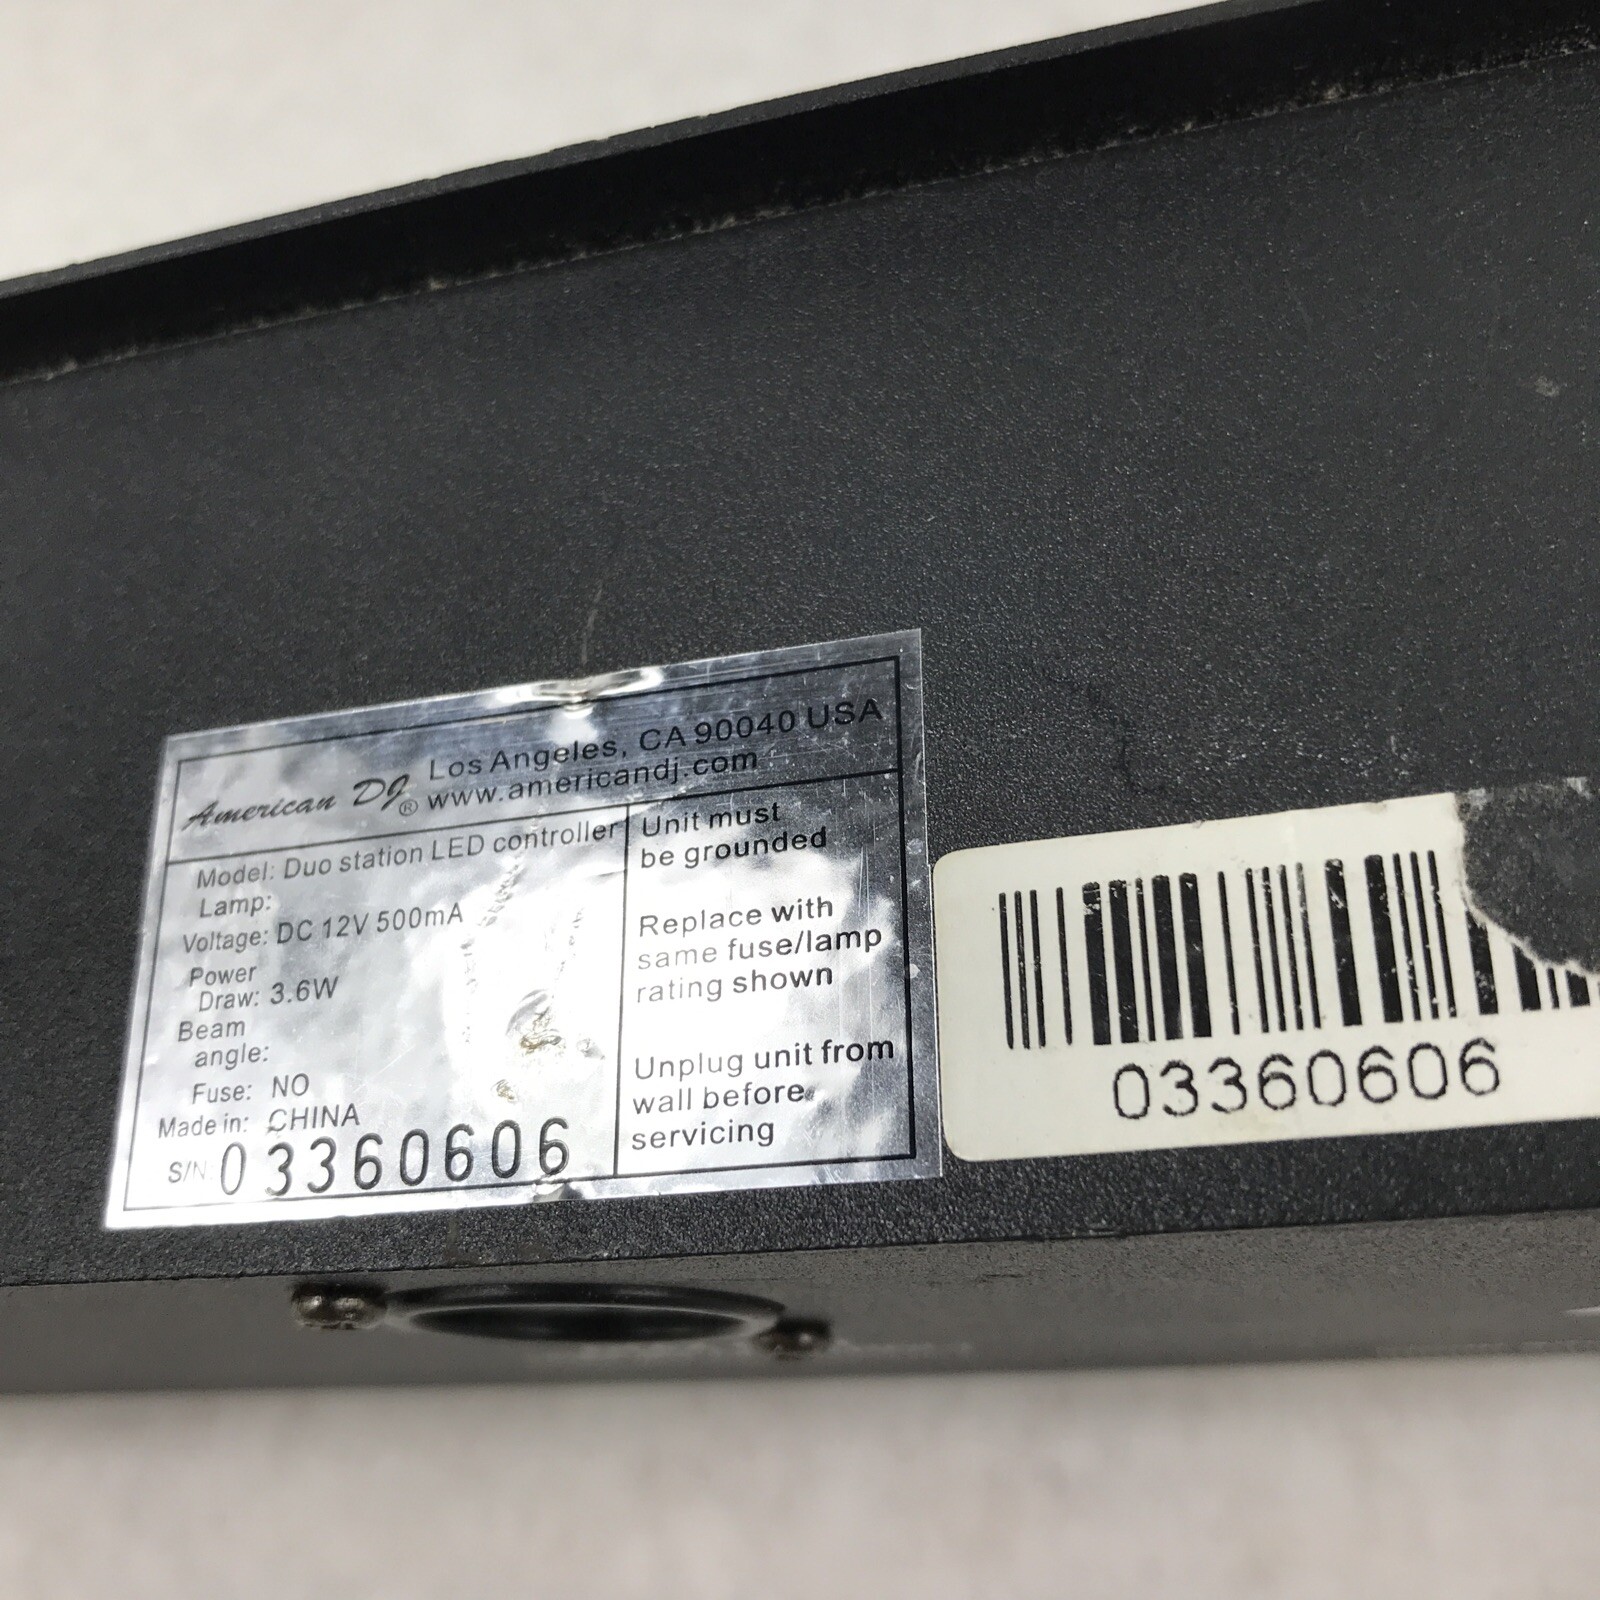 American DJ® Los Angeles, CA 90040 USA
www.americandj.com
Model: Duo station LED controller
Lamp:
Voltage: DC 12V 500mA
Power
Draw: 3.6W
Beam
angle:
Fuse: NO
Made in: CHINA
S/N 03360606
Unit must
be grounded
Replace with
same fuse/lamp
rating shown
Unplug unit from
wall before
servicing
03360606